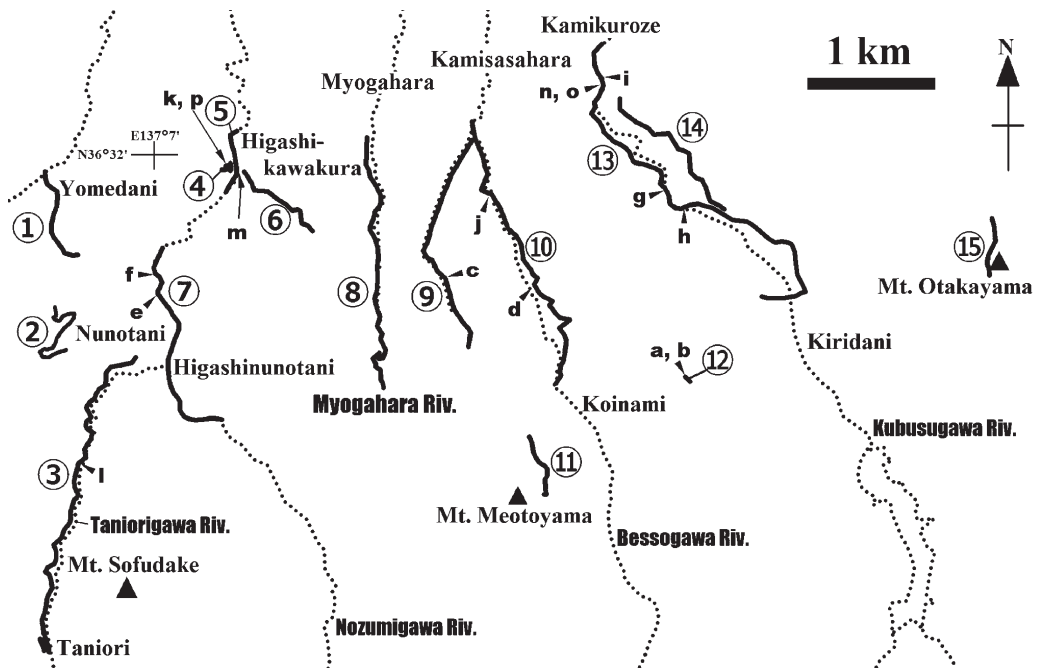 Kamikuroze
Kamisasahara
1 km
N
Myogahara
i
n, o
k, p
⑤
Higashi-
kawakura
⑭
E137°7'
N36°32'
⑬
④
Yomedani
g
①
⑥
m
j
h
⑩
⑮
f
c
⑦
⑧
⑨
Mt. Otakayama
e
d
②
Nunotani
Kiridani
a, b
⑫
Higashinunotani
Myogahara Riv.
Koinami
Kubusugawa Riv.
③
l
⑪
Mt. Meotoyama
Taniorigawa Riv.
Bessogawa Riv.
Mt. Sofudake
Nozumigawa Riv.
Taniori